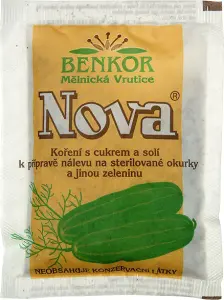 BENKOR
Mělnická Vrutice
Nova®
Koření s cukrem a solí
k přípravě nálevu na sterilované okurky
a jinou zeleninu
NEOBSAHUJE KONZERVAČNÍ LÁTKY